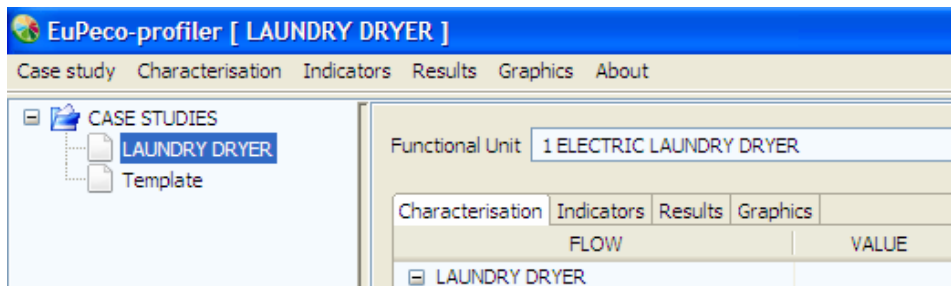 EuPeco-profiler [ LAUNDRY DRYER ]
Case study Characterisation Indicators Results Graphics About
CASE STUDIES
LAUNDRY DRYER
Template
Functional Unit 1 ELECTRIC LAUNDRY DRYER
Characterisation Indicators Results Graphics
FLOW VALUE
LAUNDRY DRYER